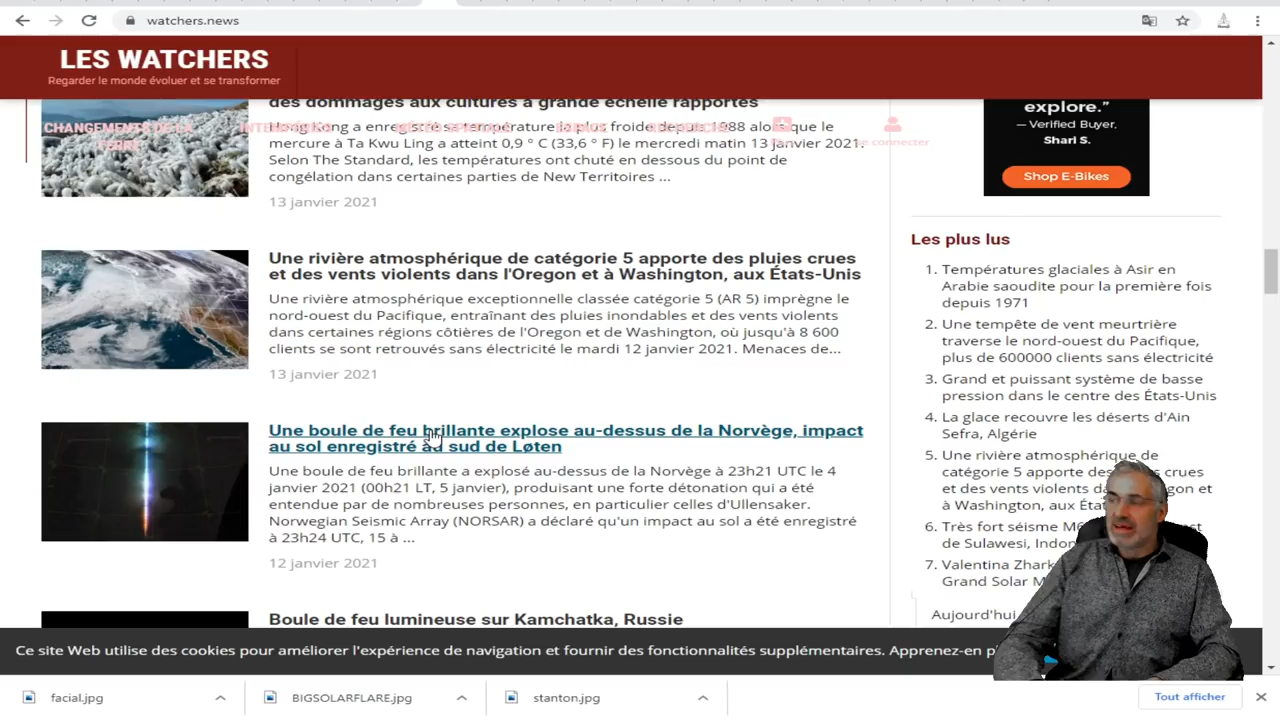 watchers.news
LES WATCHERS
Regarder le monde évoluer et se transformer
des dommages aux cultures à grande échelle rapportés
CHANGEMENTS DE LA
TERRE
Hong Kong a enregistré sa température la plus froide depuis 1988 alors que le
mercure à Ta Kwu Ling a atteint 0,9 ° C (33,6 ° F) le mercredi matin 13 janvier 2021.
Selon The Standard, les températures ont chuté en dessous du point de
congélation dans certaines parties de New Territories ...
13 janvier 2021
Une rivière atmosphérique de catégorie 5 apporte des pluies crues
et des vents violents dans l'Oregon et à Washington, aux États-Unis
Une rivière atmosphérique exceptionnelle classée catégorie 5 (AR 5) imprègne le
nord-ouest du Pacifique, entraînant des pluies inondables et des vents violents
dans certaines régions côtières de l'Oregon et de Washington, où jusqu'à 8 600
clients se sont retrouvés sans électricité le mardi 12 janvier 2021. Menaces de...
13 janvier 2021
Une boule de feu brillante explose au-dessus de la Norvège, impact
au sol enregistré au sud de Løten
Une boule de feu brillante a explosé au-dessus de la Norvège à 23h21 UTC le 4
janvier 2021 (00h21 LT, 5 janvier), produisant une forte détonation qui a été
entendue par de nombreuses personnes, en particulier celles d'Ullensaker.
Norwegian Seismic Array (NORSAR) a déclaré qu'un impact au sol a été enregistré
à 23h24 UTC, 15 à ...
12 janvier 2021
Boule de feu lumineuse sur Kamchatka, Russie
explore.”
— Verified Buyer,
Shari S.
Shop E-Bikes
Les plus lus
1. Températures glaciales à Asir en
Arabie saoudite pour la première fois
depuis 1971
2. Une tempête de vent meurtrière
traverse le nord-ouest du Pacifique,
plus de 600000 clients sans électricité
3. Grand et puissant système de basse
pression dans le centre des États-Unis
4. La glace recouvre les déserts d'Ain
Sefra, Algérie
5. Une rivière atmosphérique de
catégorie 5 apporte des crues
et des vents violents et
à Washington, aux
6. Très fort séisme
de Sulawesi,
7. Valentina
Grand Solar
Aujourd'hui
Ce site Web utilise des cookies pour améliorer l'expérience de navigation et fournir des fonctionnalités supplémentaires. Apprenez-en
facial.jpg
BIGSOLARFLARE.jpg
stanton.jpg
Tout afficher